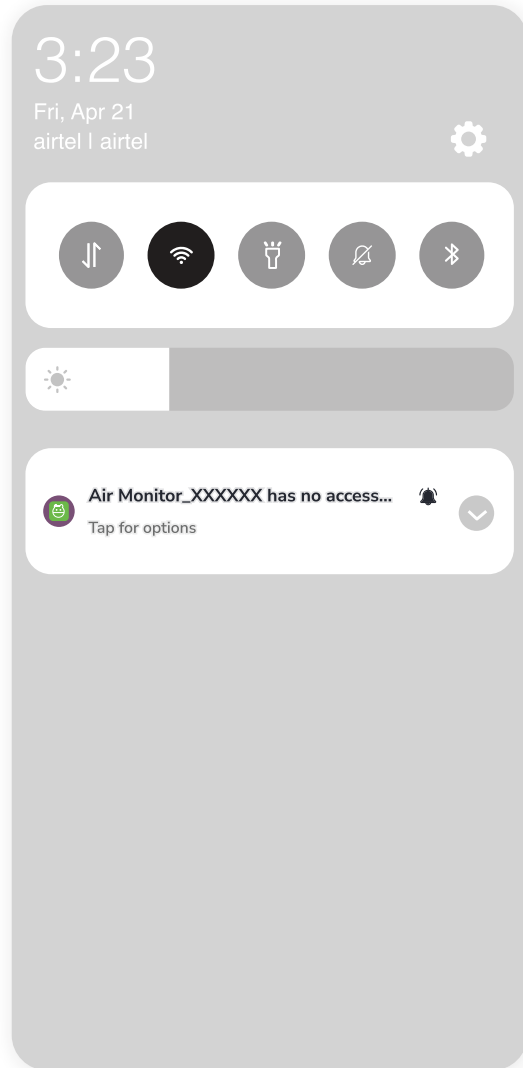 3:23
Fri, Apr 21
airtel | airtel
Air Monitor_XXXXXX has no access...
Tap for options